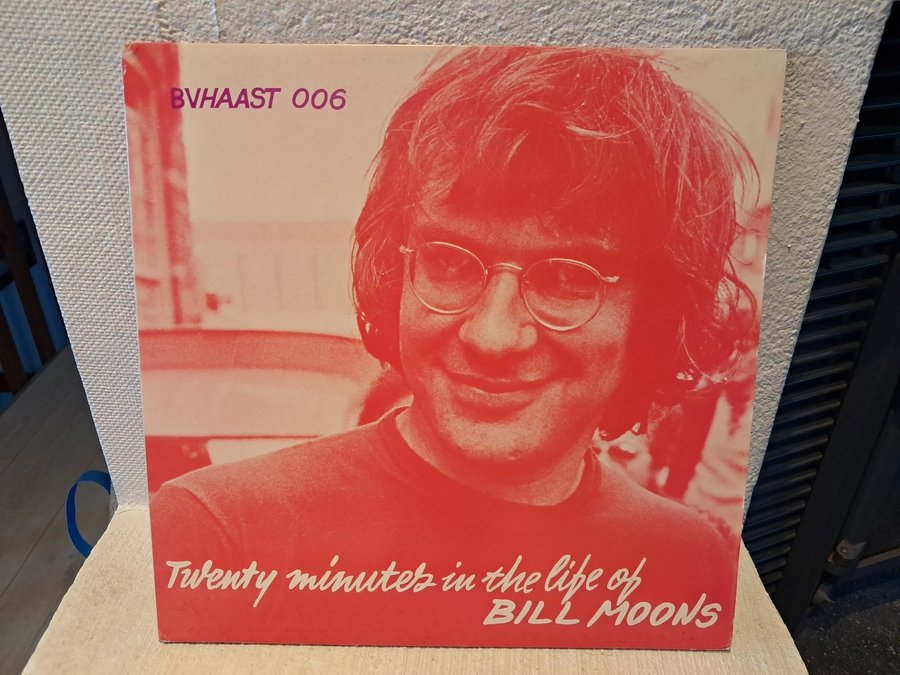 BVHAAST 006
Twenty minutes in the life of
BILL MOONS